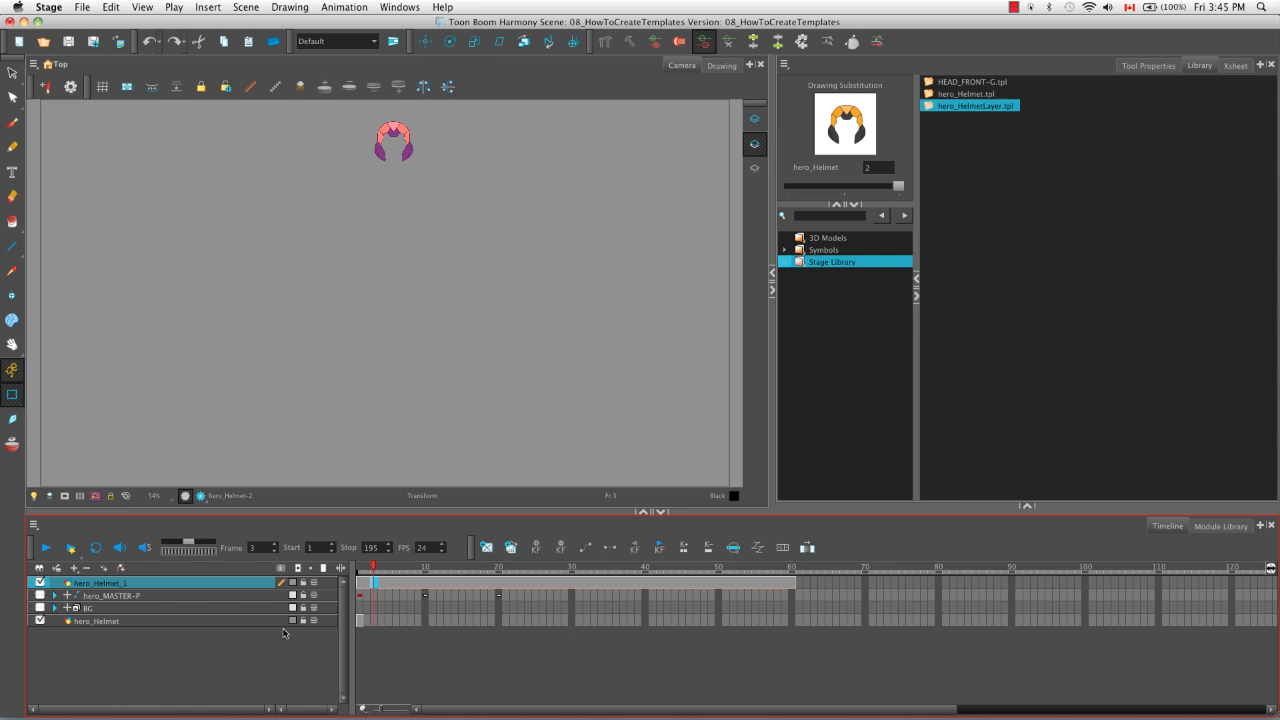 Stage File Edit View Play Insert Scene Drawing Animation Windows Help (100%) Fri 3:45 PM
Toon Boom Harmony Scene: 08_HowToCreateTemplates Version: 08_HowToCreateTemplates
Default
Top Camera Drawing
Tool Properties Library Xsheet
Drawing Substitution
hero_Helmet 2
3D Models
Symbols
Stage Library
HEAD_FRONT-G.tpl
hero_Helmet.tpl
hero_HelmetLayer.tpl
54% hero_Helmet-2 Transform Fr 3 Black
Timeline Module Library
Frame 3 Start 1 Stop 195 FPS 24
KF KF KF KF K+ K-
10 20 30 40 50 60 70 80 90 100 110 120
hero_Helmet_1
hero_MASTER-P
BG
hero_Helmet